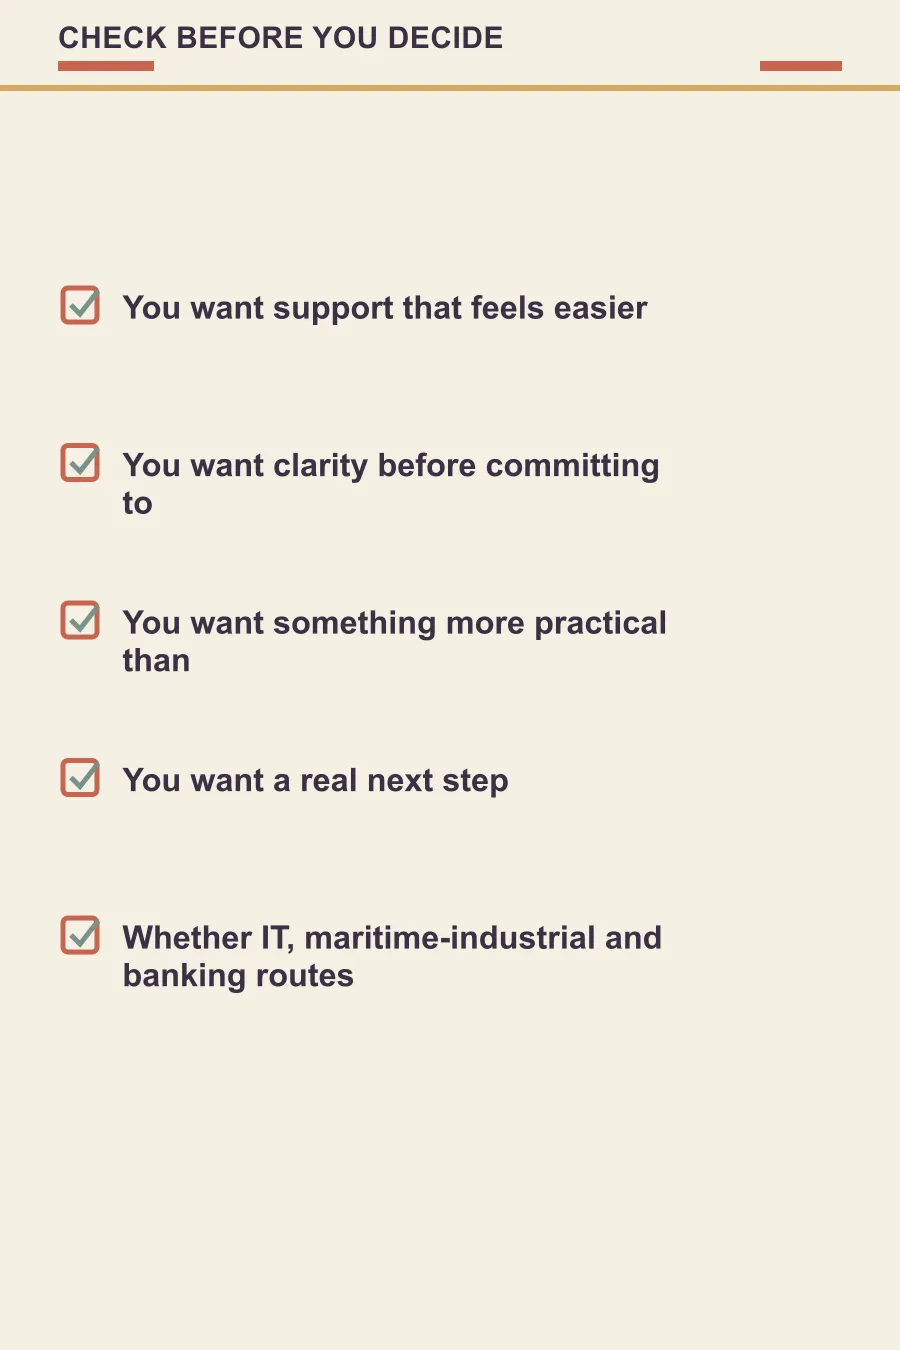 CHECK BEFORE YOU DECIDE
You want support that feels easier
You want clarity before committing
to
You want something more practical
than
You want a real next step
Whether IT, maritime-industrial and
banking routes